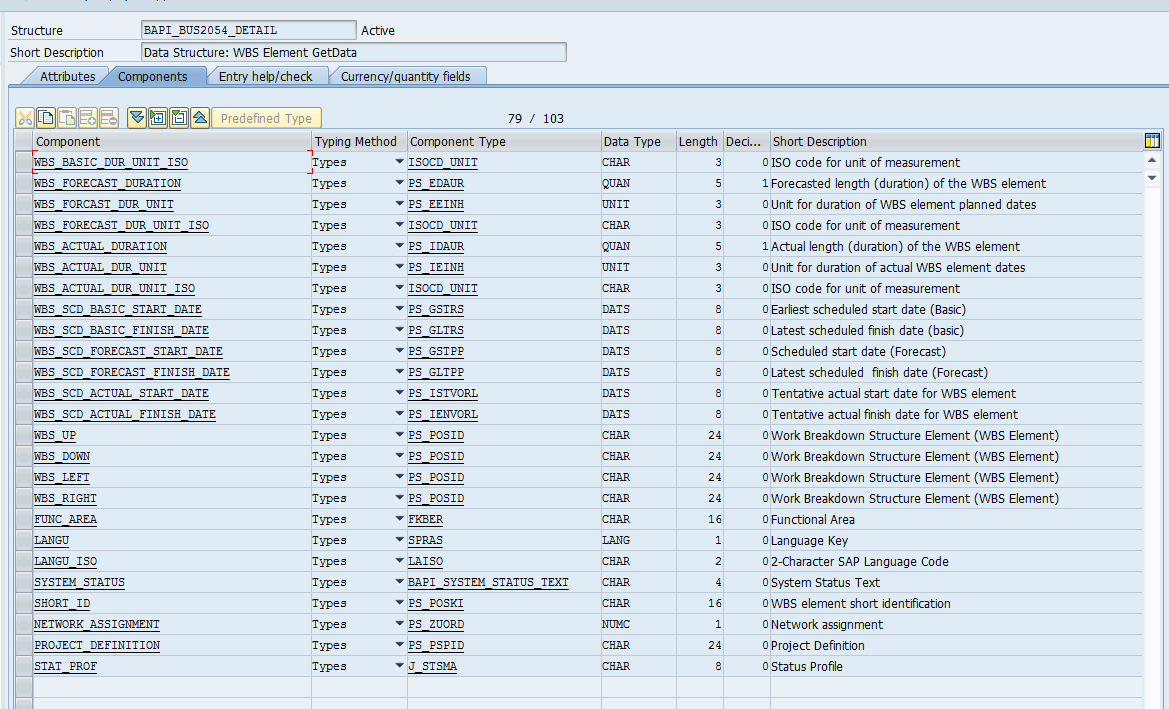 Structure BAPI_BUS2054_DETAIL Active
Short Description Data Structure: WBS Element GetData
Attributes Components Entry help/check Currency/quantity fields
Predefined Type 79 / 103
Component Typing Method Component Type Data Type Length Deci... Short Description
WBS_BASIC_DUR_UNIT_ISO Types ISOCD_UNIT CHAR 3 0 ISO code for unit of measurement
WBS_FORECAST_DURATION Types PS_EDAUR QUAN 5 1 Forecasted length (duration) of the WBS element
WBS_FORCAST_DUR_UNIT Types PS_EEINH UNIT 3 0 Unit for duration of WBS element planned dates
WBS_FORECAST_DUR_UNIT_ISO Types ISOCD_UNIT CHAR 3 0 ISO code for unit of measurement
WBS_ACTUAL_DURATION Types PS_IDAUR QUAN 5 1 Actual length (duration) of the WBS element
WBS_ACTUAL_DUR_UNIT Types PS_IEINH UNIT 3 0 Unit for duration of actual WBS element dates
WBS_ACTUAL_DUR_UNIT_ISO Types ISOCD_UNIT CHAR 3 0 ISO code for unit of measurement
WBS_SCD_BASIC_START_DATE Types PS_GSTRS DATS 8 0 Earliest scheduled start date (Basic)
WBS_SCD_BASIC_FINISH_DATE Types PS_GLTRS DATS 8 0 Latest scheduled finish date (basic)
WBS_SCD_FORECAST_START_DATE Types PS_GSTPP DATS 8 0 Scheduled start date (Forecast)
WBS_SCD_FORECAST_FINISH_DATE Types PS_GLTPP DATS 8 0 Latest scheduled  finish date (Forecast)
WBS_SCD_ACTUAL_START_DATE Types PS_ISTVORL DATS 8 0 Tentative actual start date for WBS element
WBS_SCD_ACTUAL_FINISH_DATE Types PS_IENVORL DATS 8 0 Tentative actual finish date for WBS element
WBS_UP Types PS_POSID CHAR 24 0 Work Breakdown Structure Element (WBS Element)
WBS_DOWN Types PS_POSID CHAR 24 0 Work Breakdown Structure Element (WBS Element)
WBS_LEFT Types PS_POSID CHAR 24 0 Work Breakdown Structure Element (WBS Element)
WBS_RIGHT Types PS_POSID CHAR 24 0 Work Breakdown Structure Element (WBS Element)
FUNC_AREA Types FKBER CHAR 16 0 Functional Area
LANGU Types SPRAS LANG 1 0 Language Key
LANGU_ISO Types LAISO CHAR 2 0 2-Character SAP Language Code
SYSTEM_STATUS Types BAPI_SYSTEM_STATUS_TEXT CHAR 4 0 System Status Text
SHORT_ID Types PS_POSKI CHAR 16 0 WBS element short identification
NETWORK_ASSIGNMENT Types PS_ZUORD NUMC 1 0 Network assignment
PROJECT_DEFINITION Types PS_PSPID CHAR 24 0 Project Definition
STAT_PROF Types J_STSMA CHAR 8 0 Status Profile